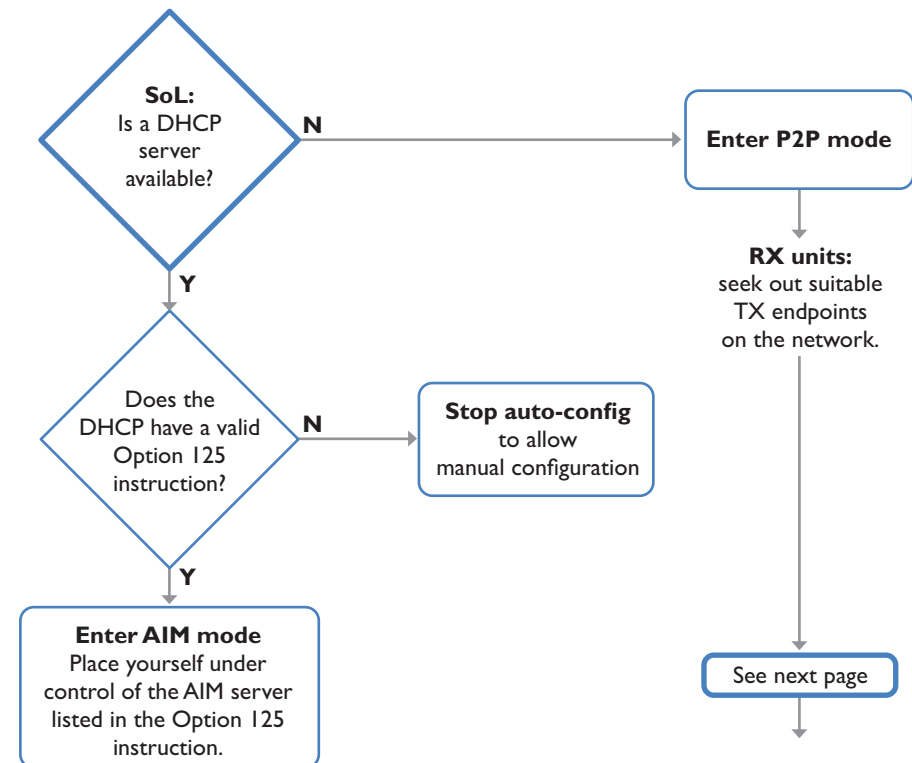 SoL:
Is a DHCP
server
available?
N
Enter P2P mode
Y
RX units:
seek out suitable
TX endpoints
on the network.
Does the
DHCP have a valid
Option 125
instruction?
N
Stop auto-config
to allow
manual configuration
Y
Enter AIM mode
Place yourself under
control of the AIM server
listed in the Option 125
instruction.
See next page